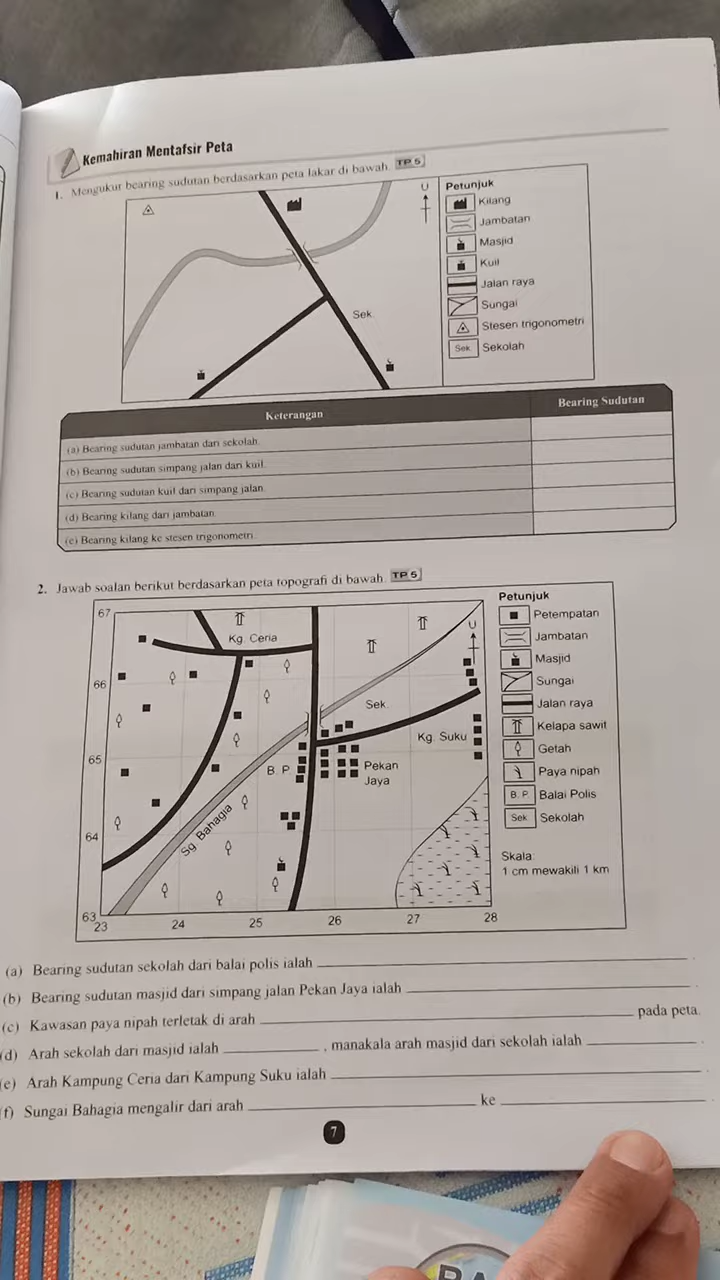 Kemahiran Mentafsir Peta
1. Mengukur bearing sudutan berdasarkan peta lakar di bawah. TP 5
U
Sek.
Petunjuk
Kilang
Jambatan
Masjid
Kuil
Jalan raya
Sungai
Stesen trigonometri
Sek. Sekolah
Keterangan
Bearing Sudutan
(a) Bearing sudutan jambatan dari sekolah.
(b) Bearing sudutan simpang jalan dari kuil.
(c) Bearing sudutan kuil dari simpang jalan.
(d) Bearing kilang dari jambatan.
(e) Bearing kilang ke stesen trigonometri.
2. Jawab soalan berikut berdasarkan peta topografi di bawah. TP 5
67
66
65
64
63
23
24
25
26
27
28
Kg. Ceria
U
Sek.
Kg. Suku
B. P.
Pekan
Jaya
Sg Bahagia
Petunjuk
Petempatan
Jambatan
Masjid
Sungai
Jalan raya
Kelapa sawit
Getah
Paya nipah
B. P. Balai Polis
Sek. Sekolah
Skala:
1 cm mewakili 1 km
(a) Bearing sudutan sekolah dari balai polis ialah ______.
(b) Bearing sudutan masjid dari simpang jalan Pekan Jaya ialah ______.
(c) Kawasan paya nipah terletak di arah ______ pada peta.
(d) Arah sekolah dari masjid ialah ______, manakala arah masjid dari sekolah ialah ______.
(e) Arah Kampung Ceria dari Kampung Suku ialah ______.
(f) Sungai Bahagia mengalir dari arah ______ ke ______.
7